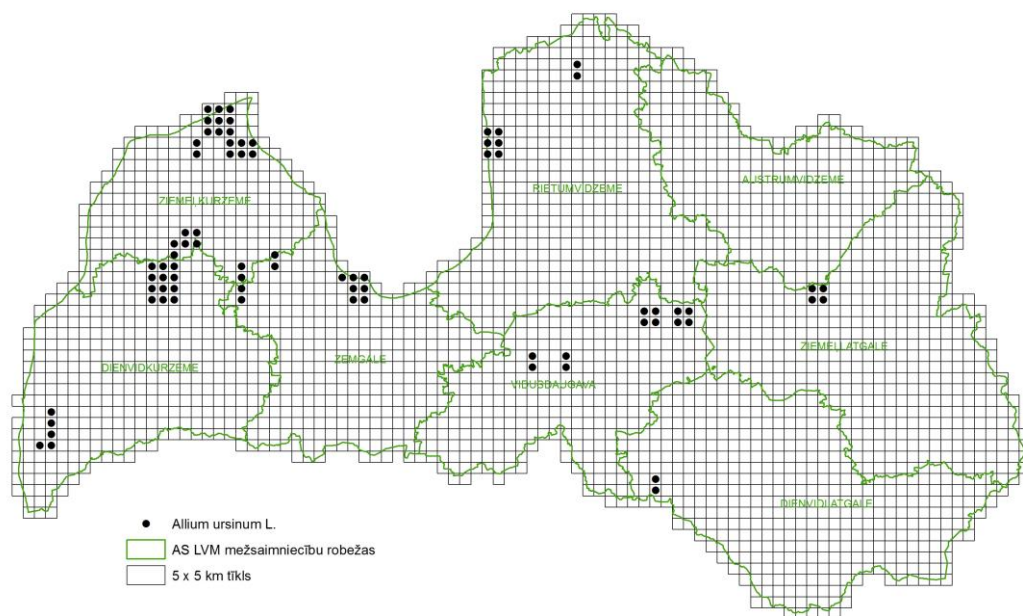 RIETUMVIDZEME
AUSTRUMVIDZEME
ZIEMEĻKURZEME
DIENVIDKURZEME
ZEMGALE
VIDUSDAUGAVA
ZIEMEĻLATGALE
DIENVIDLATGALE
Allium ursinum L.
AS LVM mežsaimniecību robežas
5 x 5 km tīkls